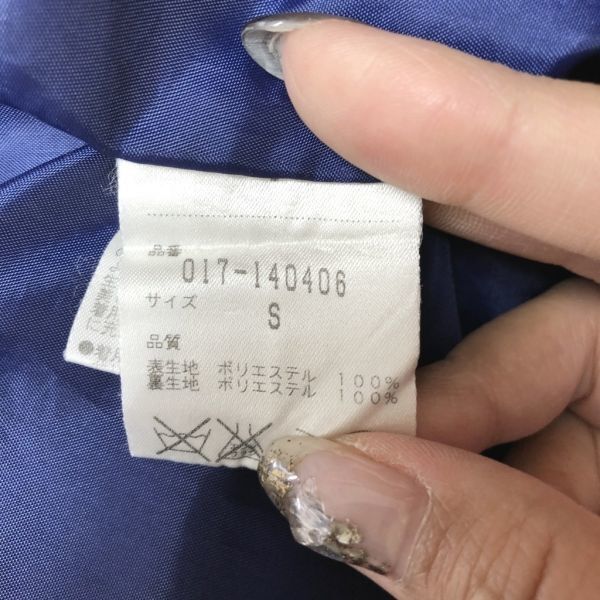 品番
017-140406
サイズ
S
品質
表生地 ポリエステル 100%
裏生地 ポリエステル 100%